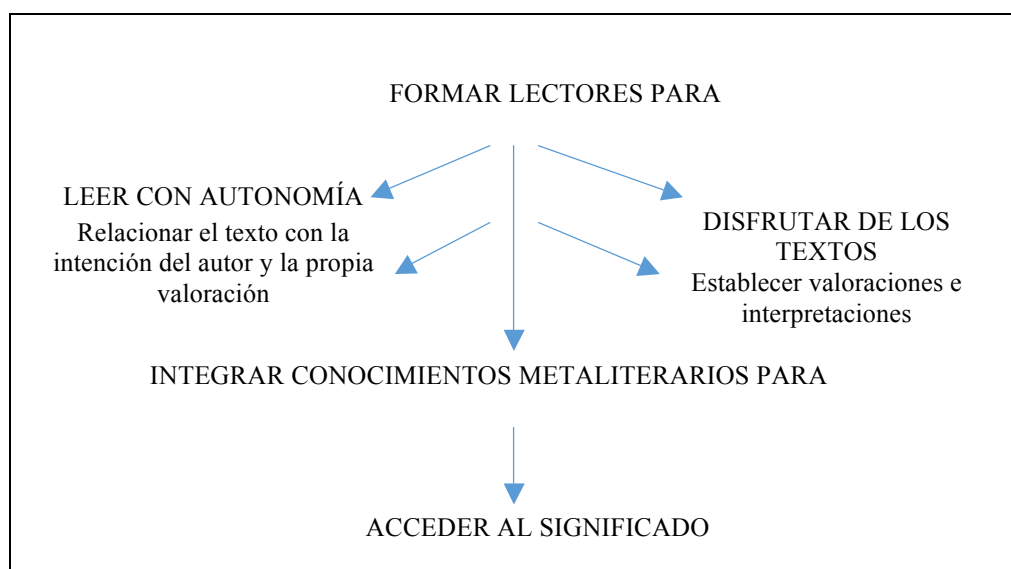 FORMAR LECTORES PARA
LEER CON AUTONOMÍA
Relacionar el texto con la
intención del autor y la propia
valoración
DISFRUTAR DE LOS
TEXTOS
Establecer valoraciones e
interpretaciones
INTEGRAR CONOCIMIENTOS METALITERARIOS PARA
ACCEDER AL SIGNIFICADO